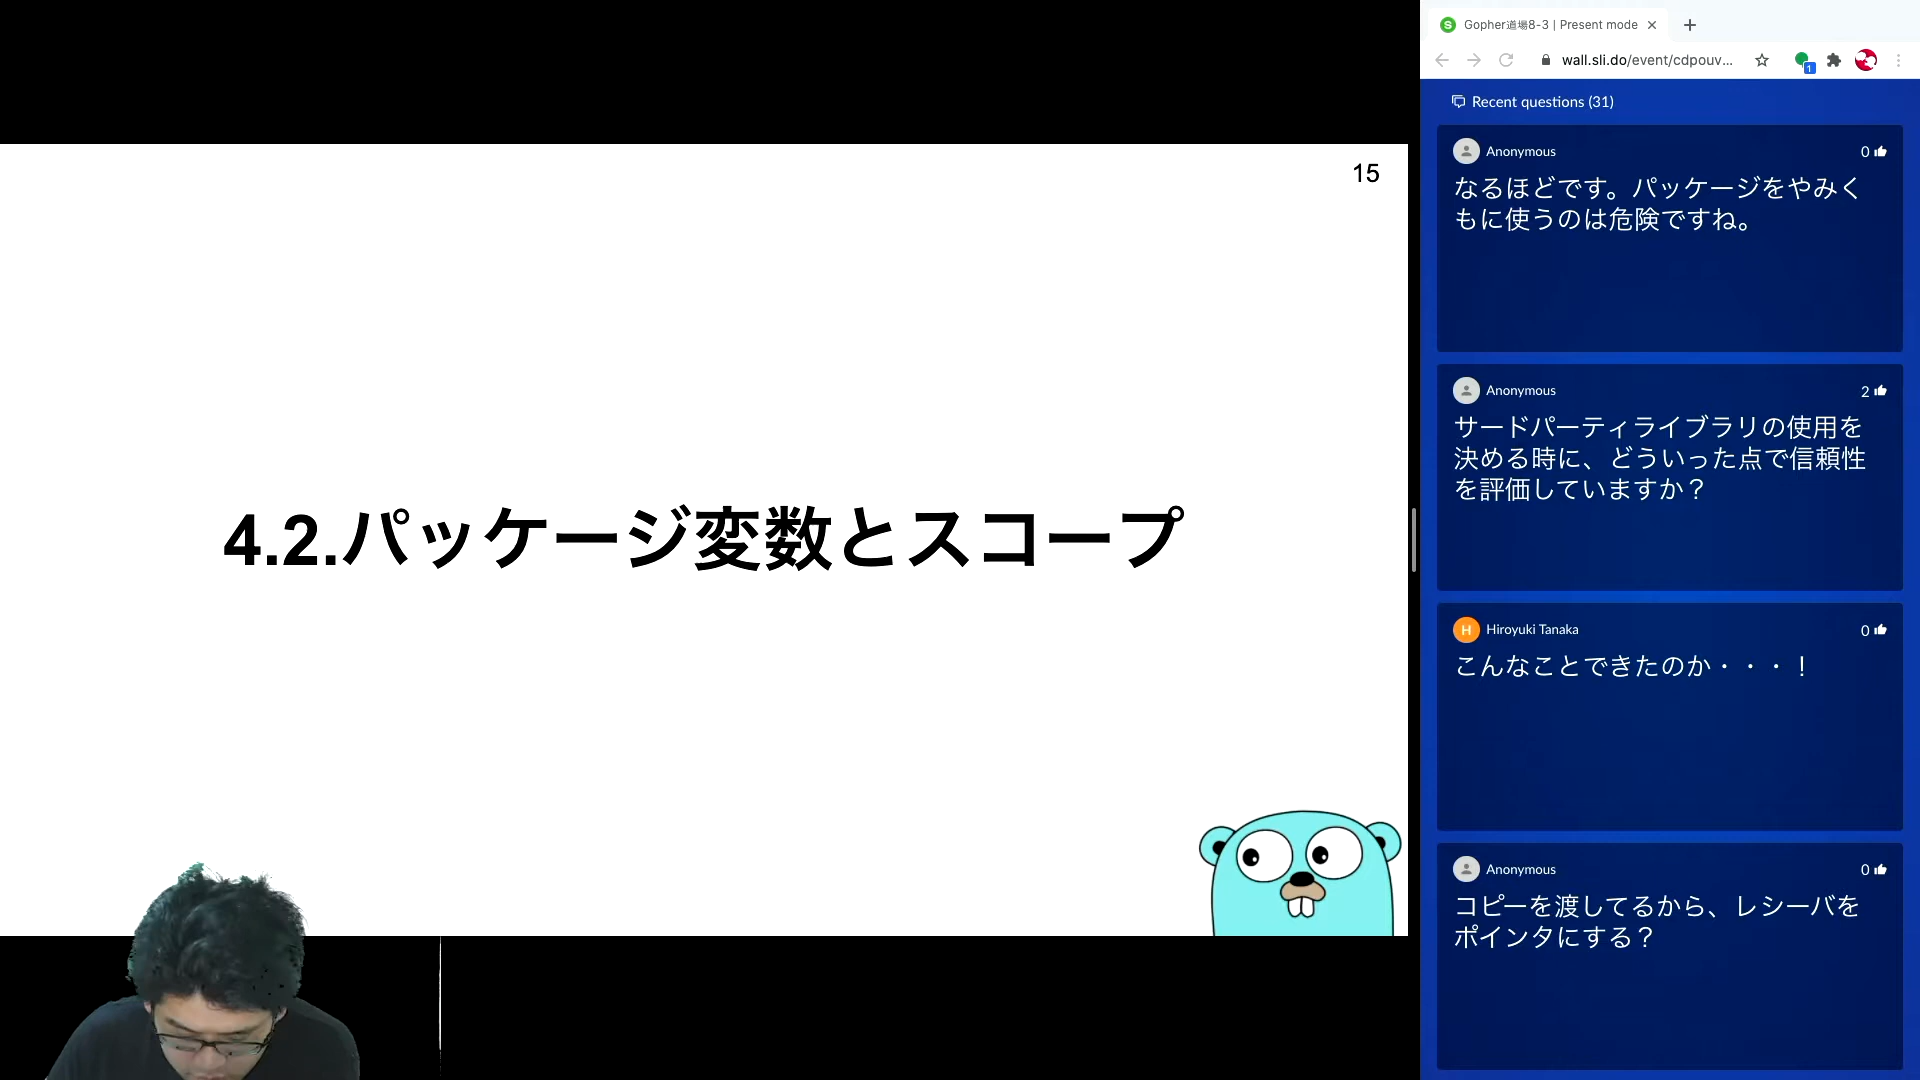 15
4.2.パッケージ変数とスコープ
Gopher道場8-3 | Present mode
wall.sli.do/event/cdpouv...
1
Recent questions (31)
Anonymous
0
なるほどです。パッケージをやみく
もに使うのは危険ですね。
Anonymous
2
サードパーティライブラリの使用を
決める時に、どういった点で信頼性
を評価していますか？
H
Hiroyuki Tanaka
0
こんなことできたのか・・・！
Anonymous
0
コピーを渡してるから、レシーバを
ポインタにする？